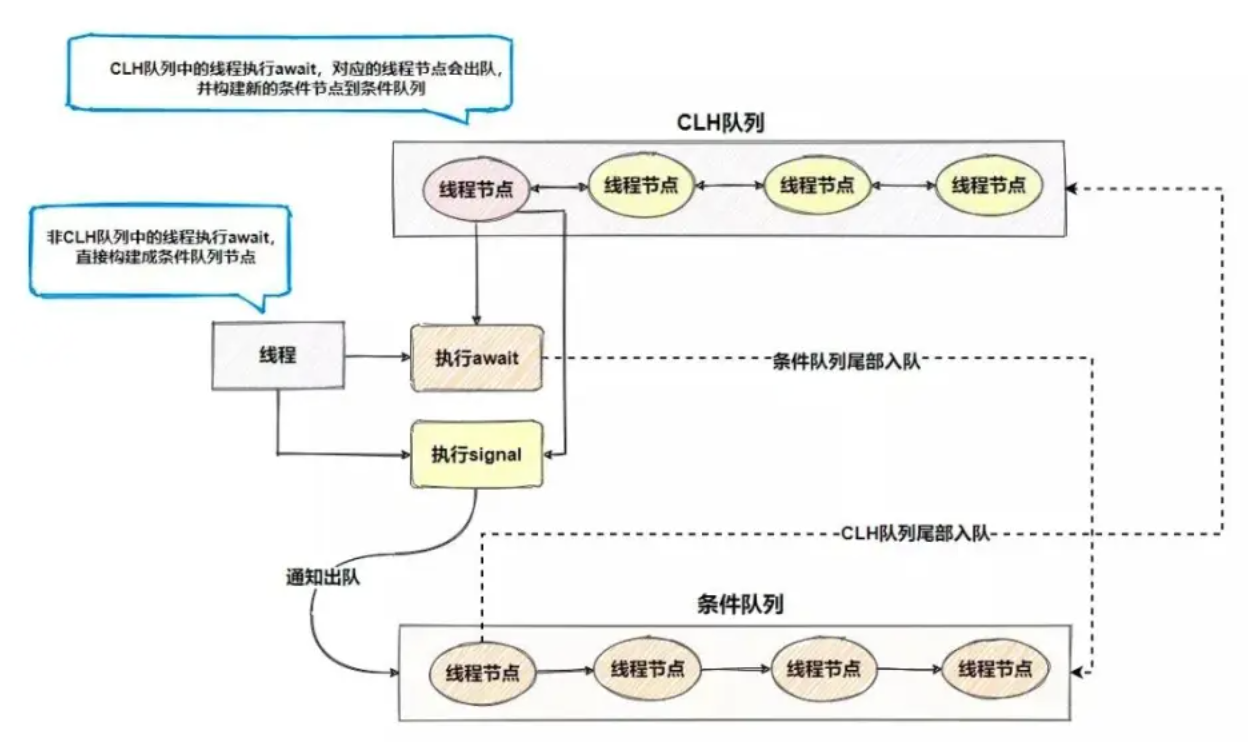 CLH队列中的线程执行await，对应的线程节点会出队，
并构建新的条件节点到条件队列
CLH队列
线程节点
线程节点
线程节点
线程节点
非CLH队列中的线程执行await，
直接构建成条件队列节点
线程
执行await
条件队列尾部入队
执行signal
CLH队列尾部入队
通知出队
条件队列
线程节点
线程节点
线程节点
线程节点